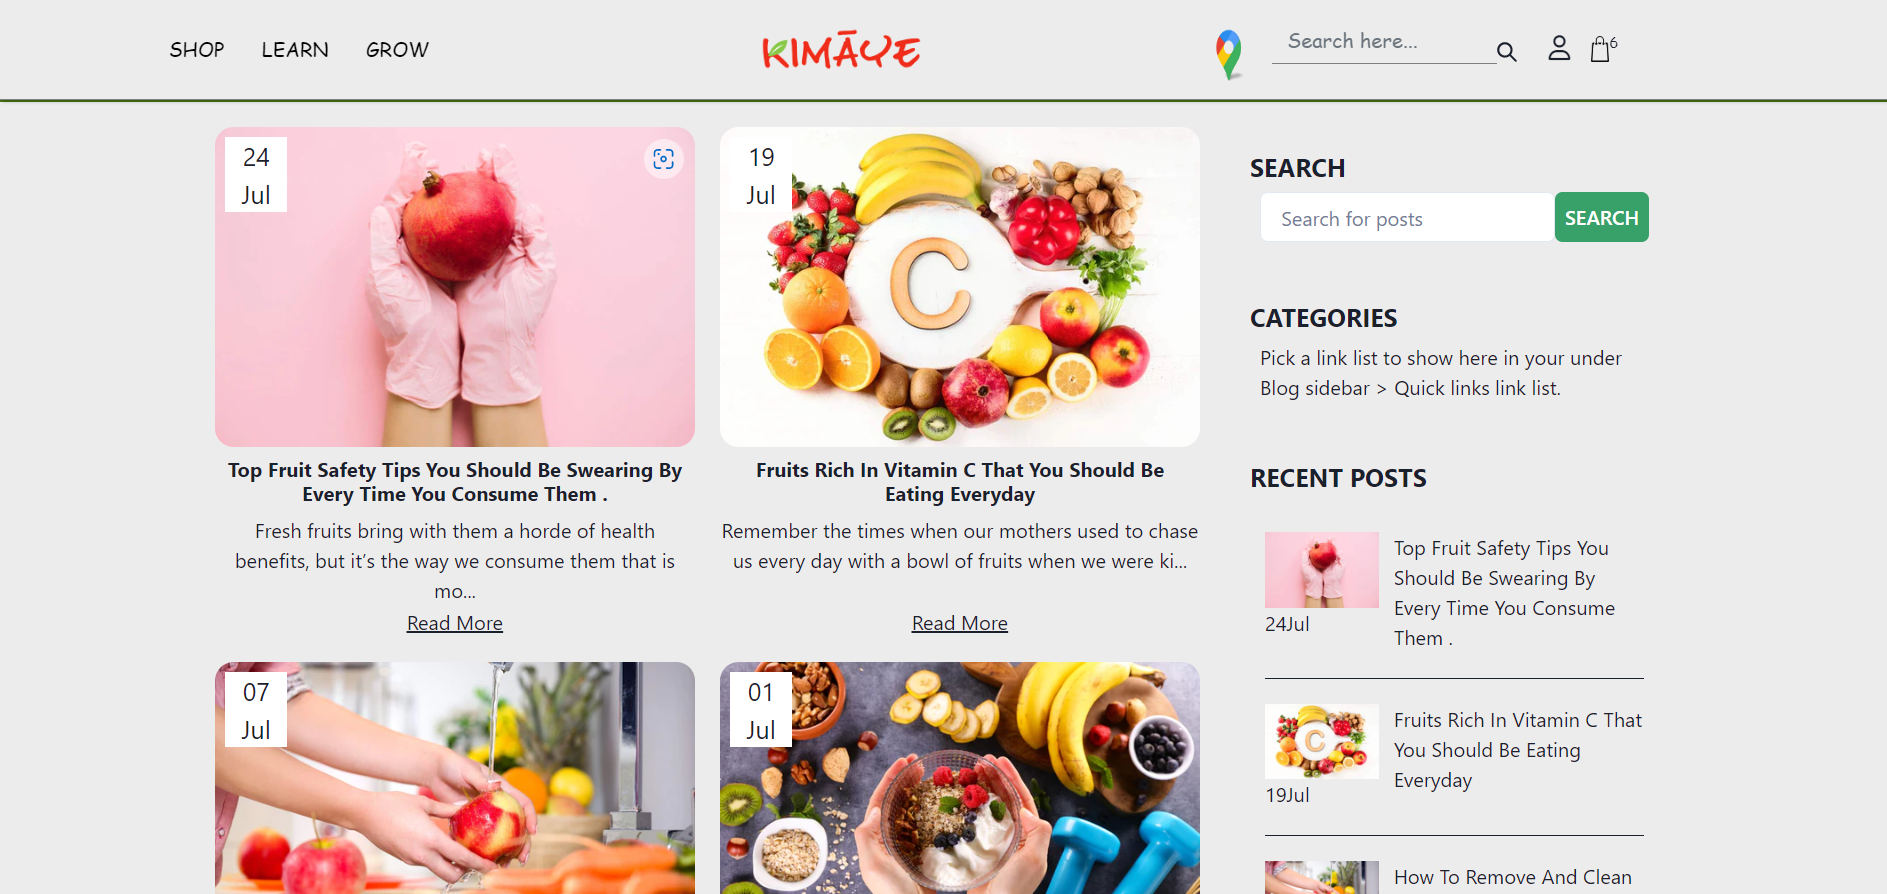 SHOP LEARN GROW
KIMĀYE
Search here...
6
24
Jul
Top Fruit Safety Tips You Should Be Swearing By
Every Time You Consume Them .
Fresh fruits bring with them a horde of health
benefits, but it’s the way we consume them that is
mo...
Read More
19
Jul
C
Fruits Rich In Vitamin C That You Should Be
Eating Everyday
Remember the times when our mothers used to chase
us every day with a bowl of fruits when we were ki...
Read More
07
Jul
01
Jul
SEARCH
Search for posts
SEARCH
CATEGORIES
Pick a link list to show here in your under
Blog sidebar > Quick links link list.
RECENT POSTS
24Jul
Top Fruit Safety Tips You
Should Be Swearing By
Every Time You Consume
Them .
C
19Jul
Fruits Rich In Vitamin C That
You Should Be Eating
Everyday
How To Remove And Clean